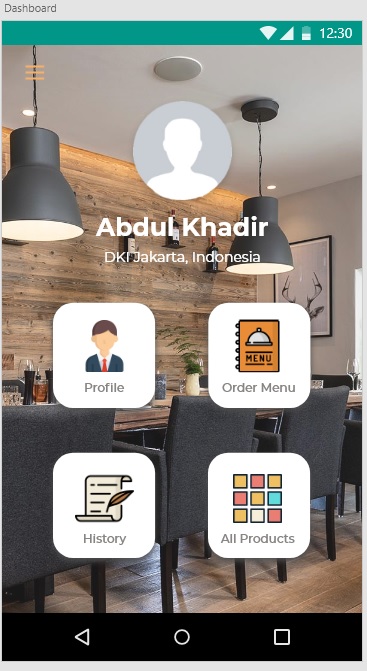 Dashboard
12:30
Abdul Khadir
DKI Jakarta, Indonesia
MENU
Profile
Order Menu
History
All Products